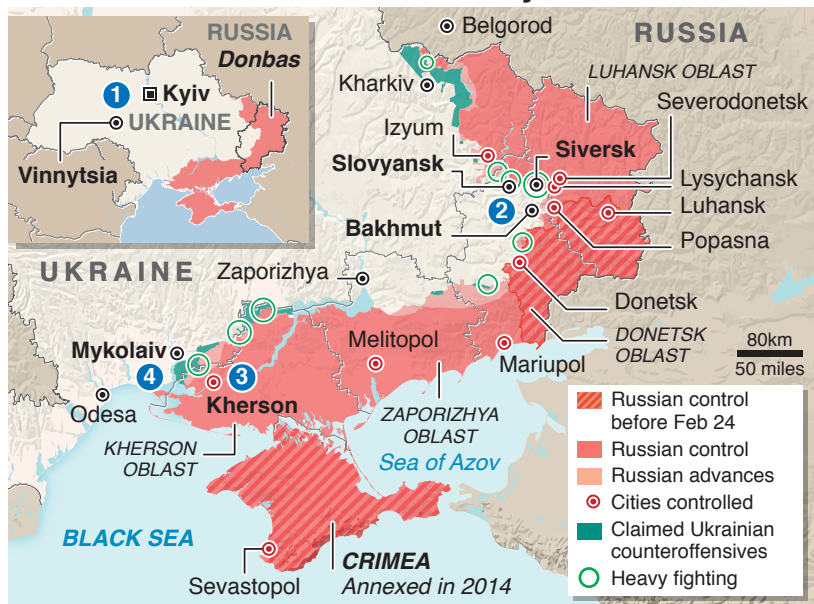 RUSSIA
Donbas
1
Kyiv
UKRAINE
Vinnytsia
Belgorod
RUSSIA
Kharkiv
LUHANSK OBLAST
Severodonetsk
Izyum
Slovyansk
Siversk
Lysychansk
2
Luhansk
Bakhmut
Popasna
UKRAINE
Zaporizhya
Donetsk
Mykolaiv
Melitopol
DONETSK
OBLAST
80km
50 miles
Mariupol
4
3
Odesa
Kherson
ZAPORIZHYA
OBLAST
KHERSON
OBLAST
Sea of Azov
BLACK SEA
CRIMEA
Annexed in 2014
Sevastopol
Russian control
before Feb 24
Russian control
Russian advances
Cities controlled
Claimed Ukrainian
counteroffensives
Heavy fighting